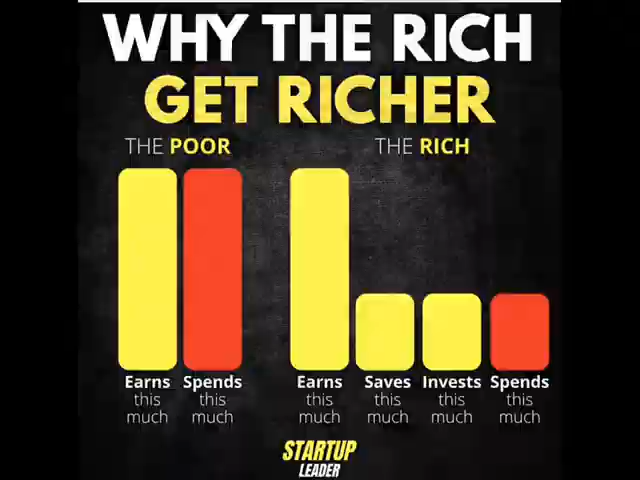 WHY THE RICH
GET RICHER
THE POOR
THE RICH
Earns this much
Spends this much
Earns this much
Saves this much
Invests this much
Spends this much
STARTUP
LEADER